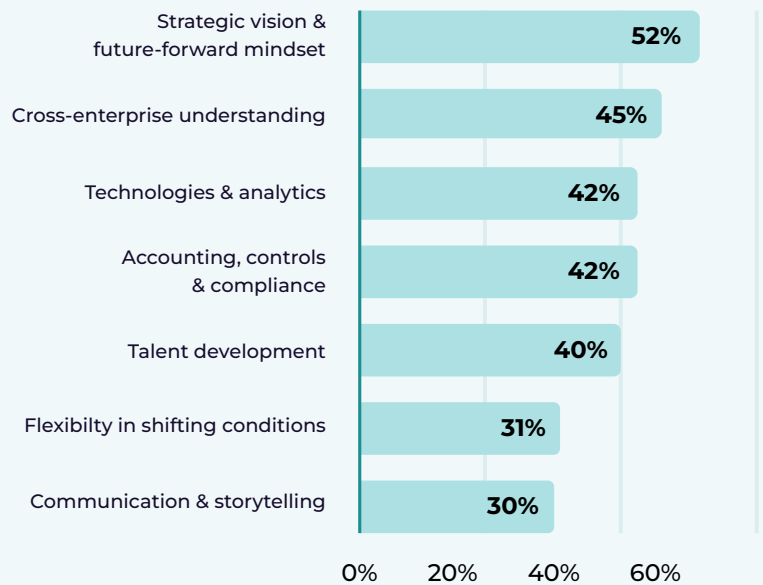 Strategic vision &
future-forward mindset
52%
Cross-enterprise understanding
45%
Technologies & analytics
42%
Accounting, controls
& compliance
42%
Talent development
40%
Flexibilty in shifting conditions
31%
Communication & storytelling
30%
0% 20% 40% 60%